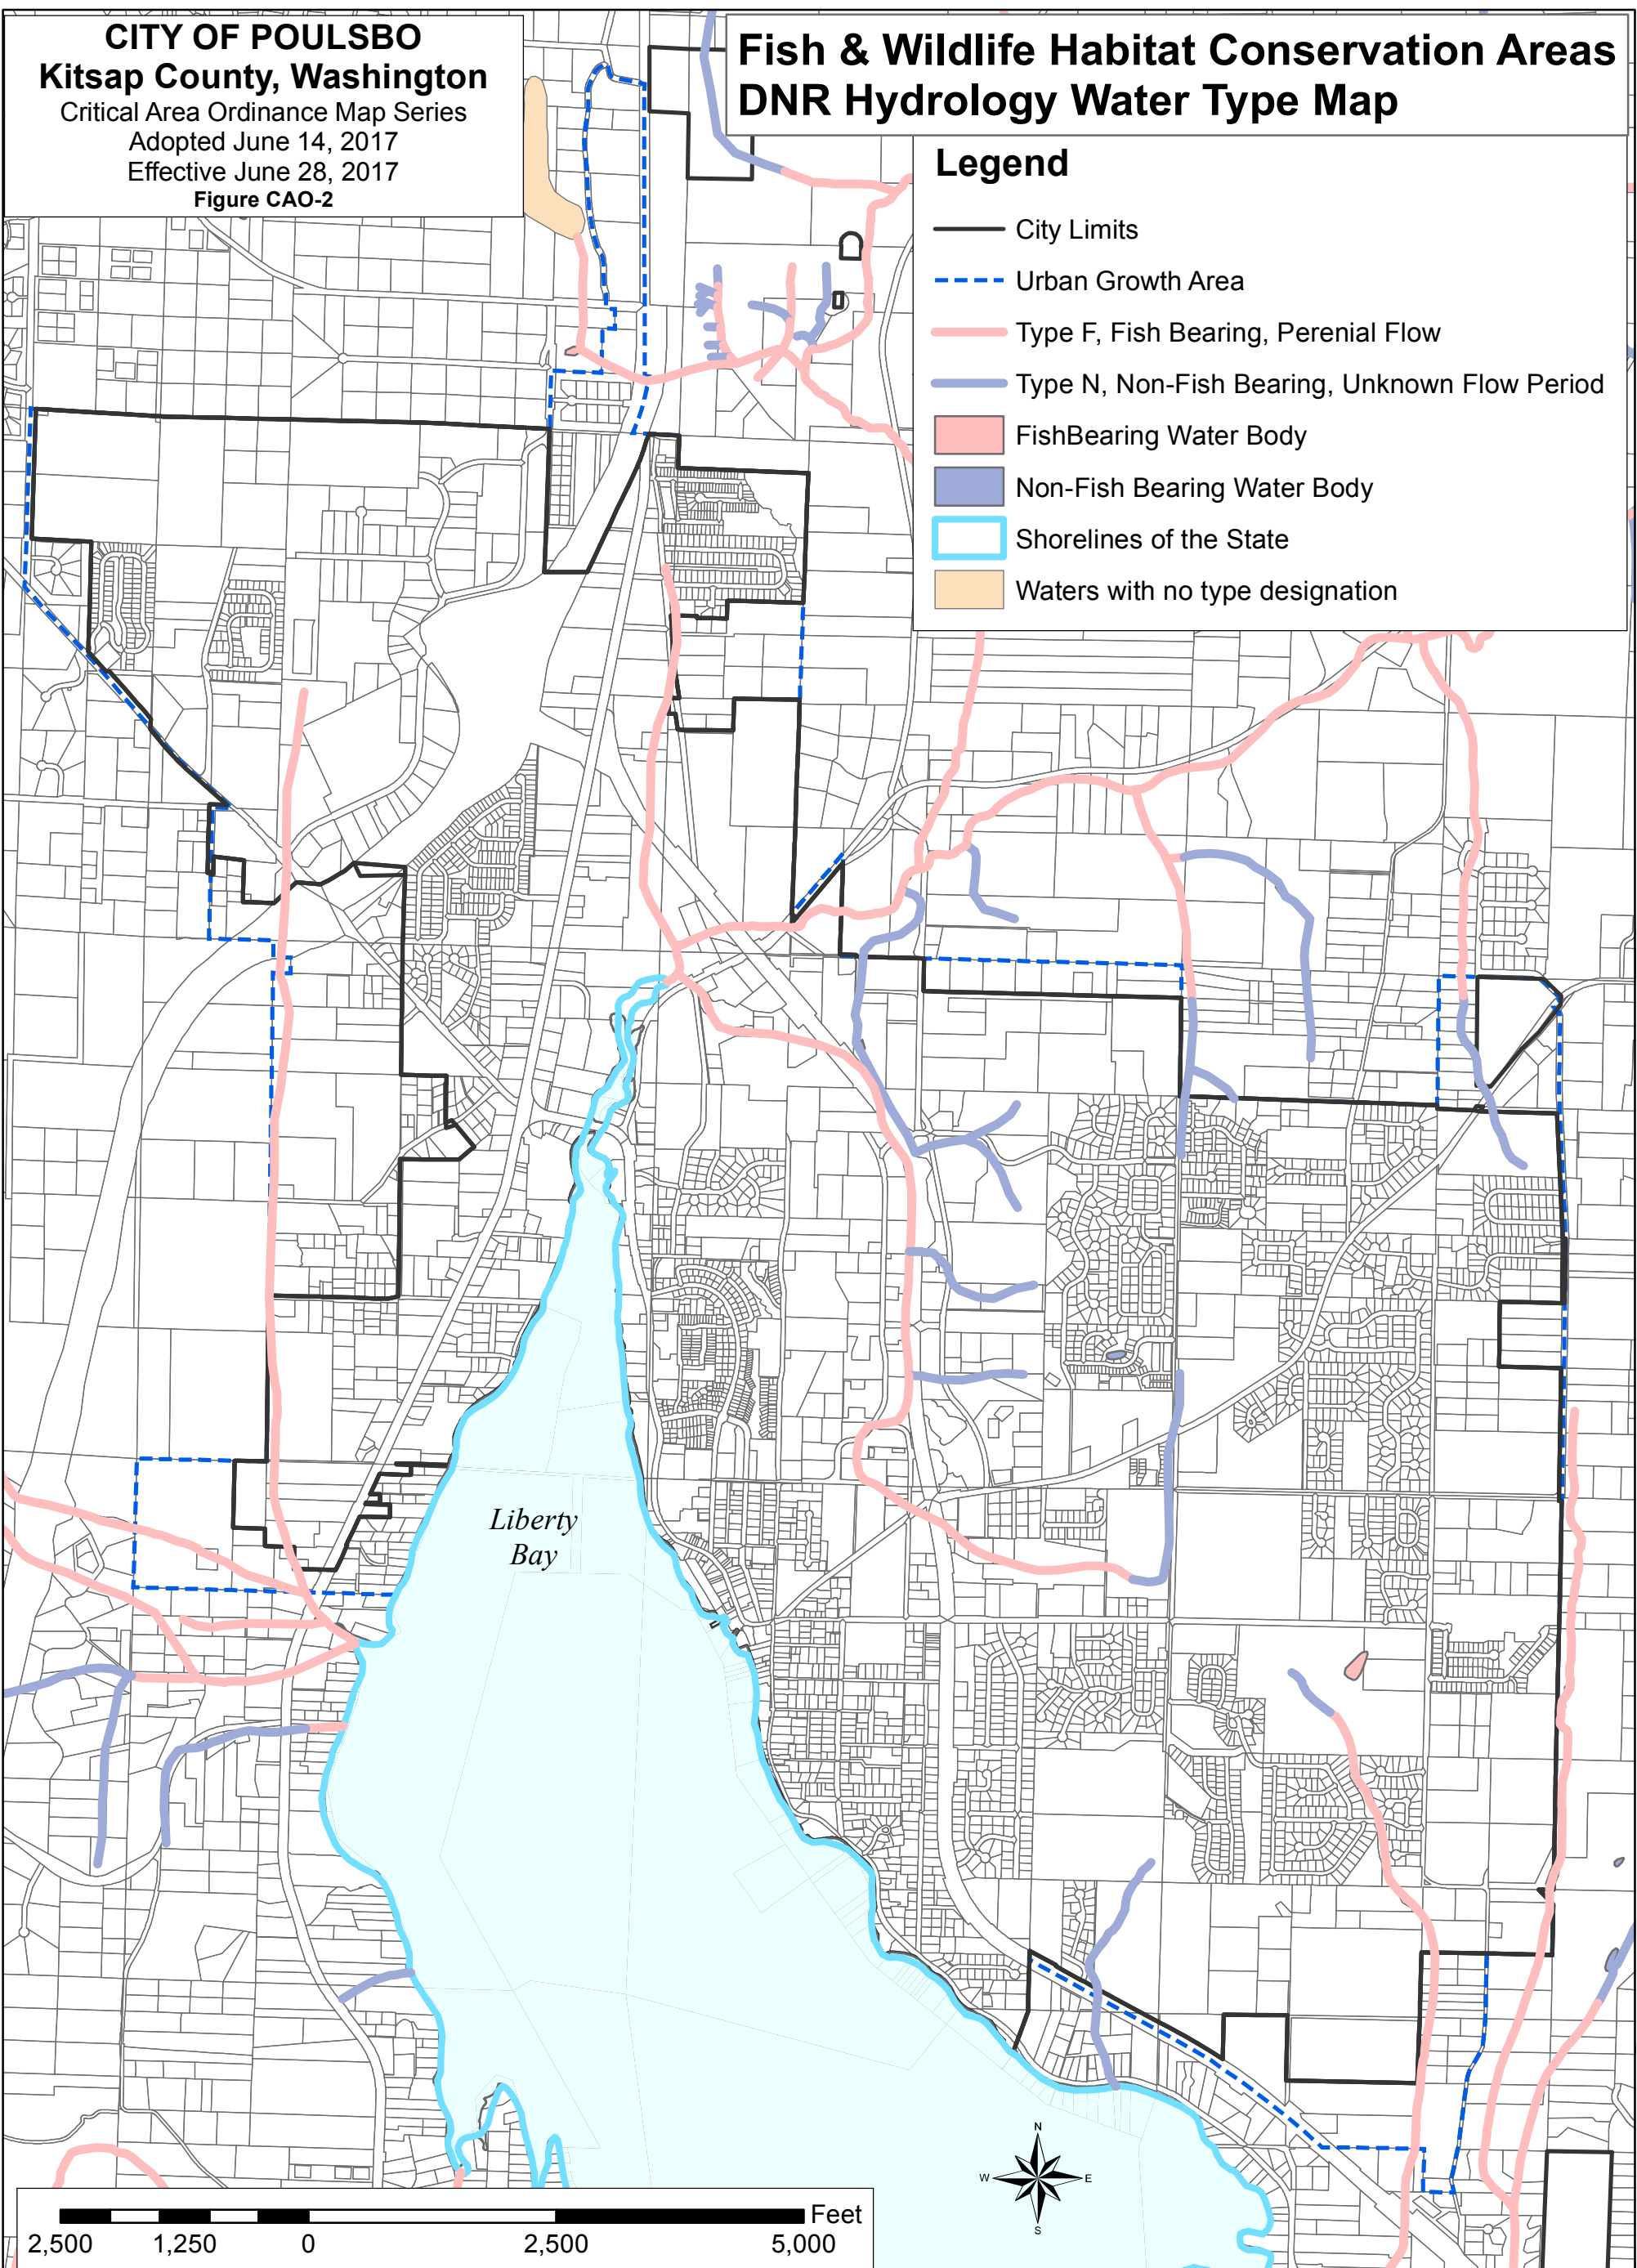 CITY OF POULSBO
Kitsap County, Washington
Critical Area Ordinance Map Series
Adopted June 14, 2017
Effective June 28, 2017
Figure CAO-2
Fish & Wildlife Habitat Conservation Areas
DNR Hydrology Water Type Map
Legend
City Limits
Urban Growth Area
Type F, Fish Bearing, Perenial Flow
Type N, Non-Fish Bearing, Unknown Flow Period
FishBearing Water Body
Non-Fish Bearing Water Body
Shorelines of the State
Waters with no type designation
Liberty
Bay
N
W E
S
Feet
2,500 1,250 0 2,500 5,000